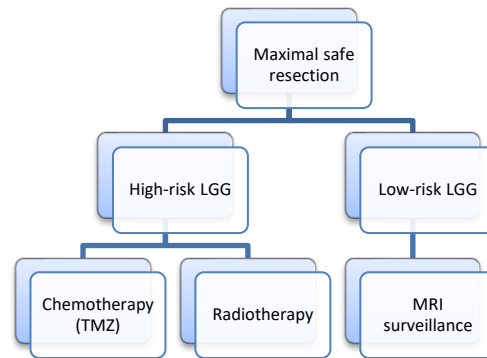 Maximal safe
resection
High-risk LGG
Low-risk LGG
Chemotherapy
(TMZ)
Radiotherapy
MRI
surveillance